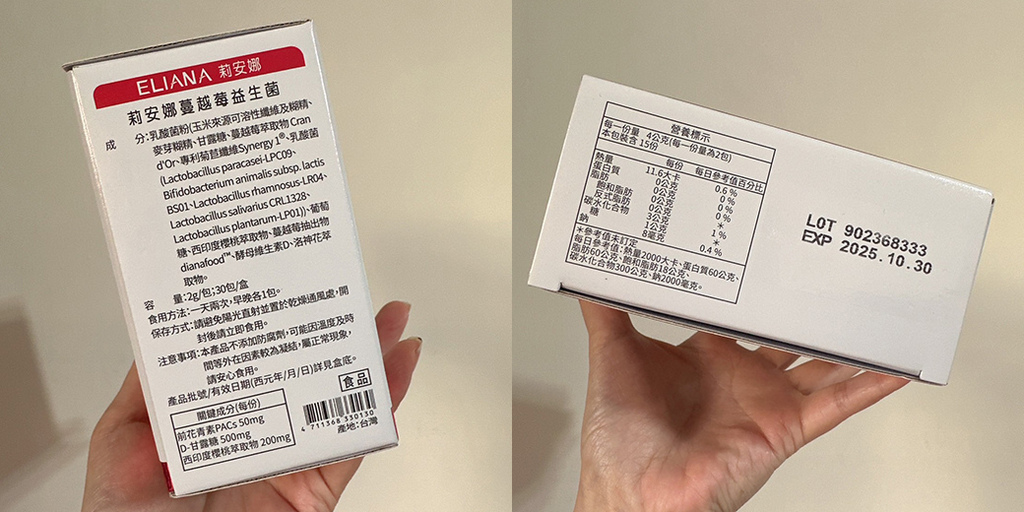 ELIANA 莉安娜
莉安娜蔓越莓益生菌
成 分:乳酸菌粉(玉米來源可溶性纖維及糊精、
麥芽糊精、甘露糖、蔓越莓萃取物 Cran
d'Or、專利菊苣纖維Synergy 1®、乳酸菌
(Lactobacillus paracasei-LPC09、
Bifidobacterium animalis subsp. lactis
BS01、Lactobacillus rhamnosus-LR04、
Lactobacillus salivarius CRL1328、
Lactobacillus plantarum-LP01))、葡萄
糖、西印度櫻桃萃取物、蔓越莓抽出物
dianafood™、酵母維生素D、洛神花萃
取物。
容 量:2g/包;30包/盒
食用方法:一天兩次,早晚各1包。
保存方式:請避免陽光直射並置於乾燥通風處,開
封後請立即食用。
注意事項:本產品不添加防腐劑,可能因溫度及時
間等外在因素較為凝結,屬正常現象,
請安心食用。
產品批號/有效日期(西元年/月/日)詳見盒底。
關鍵成分(每份)
前花青素PACs 50mg
D-甘露糖 500mg
西印度櫻桃萃取物 200mg
食品
4 711368 330130
產地:台灣
營養標示
每一份量 4公克(每一份量為2包)
本包裝含 15份
每份 每日參考值百分比
熱量 11.6大卡 0.6 %
蛋白質 0公克 0 %
脂肪 0公克 0 %
飽和脂肪 0公克 0 %
反式脂肪 0公克 *
碳水化合物 3公克 1 %
糖 1公克 *
鈉 8毫克 0.4 %
*參考值未訂定
每日參考值:熱量2000大卡、蛋白質60公克、
脂肪60公克、飽和脂肪18公克、
碳水化合物300公克、鈉2000毫克。
LOT 902368333
EXP 2025.10.30